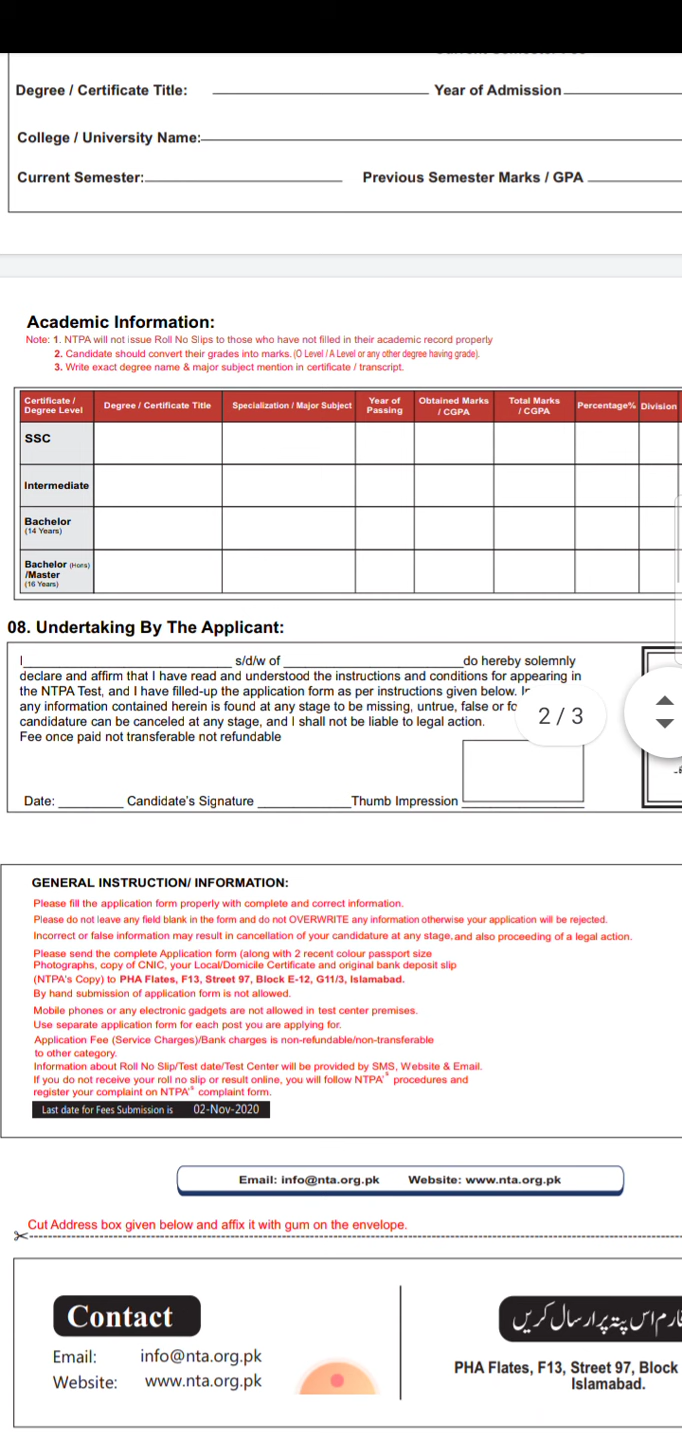 Degree / Certificate Title: ____ Year of Admission ____
College / University Name: ____
Current Semester: ____ Previous Semester Marks / GPA ____
Academic Information:
Note: 1. NTPA will not issue Roll No Slips to those who have not filled in their academic record properly
2. Candidate should convert their grades into marks. (O Level / A Level or any other degree having grade).
3. Write exact degree name & major subject mention in certificate / transcript.
Certificate / Degree Level Degree / Certificate Title Specialization / Major Subject Year of Passing Obtained Marks / CGPA Total Marks / CGPA Percentage% Division
SSC
Intermediate
Bachelor
(14 Years)
Bachelor (Hons)
/Master
(16 Years)
08. Undertaking By The Applicant:
I____ s/d/w of ____do hereby solemnly
declare and affirm that I have read and understood the instructions and conditions for appearing in
the NTPA Test, and I have filled-up the application form as per instructions given below.
any information contained herein is found at any stage to be missing, untrue, false or
candidature can be canceled at any stage, and I shall not be liable to legal action.
Fee once paid not transferable not refundable
2 / 3
Date: ____ Candidate's Signature ____Thumb Impression ____
GENERAL INSTRUCTION/ INFORMATION:
Please fill the application form properly with complete and correct information.
Please do not leave any field blank in the form and do not OVERWRITE any information otherwise your application will be rejected.
Incorrect or false information may result in cancellation of your candidature at any stage, and also proceeding of a legal action.
Please send the complete Application form (along with 2 recent colour passport size
Photographs, copy of CNIC, your Local/Domicile Certificate and original bank deposit slip
(NTPA's Copy) to PHA Flates, F13, Street 97, Block E-12, G11/3, Islamabad.
By hand submission of application form is not allowed.
Mobile phones or any electronic gadgets are not allowed in test center premises.
Use separate application form for each post you are applying for.
Application Fee (Service Charges)/Bank charges is non-refundable/non-transferable
to other category.
Information about Roll No Slip/Test date/Test Center will be provided by SMS, Website & Email.
If you do not receive your roll no slip or result online, you will follow NTPA's procedures and
register your complaint on NTPA's complaint form.
Last date for Fees Submission is 02-Nov-2020
Email: info@nta.org.pk Website: www.nta.org.pk
Cut Address box given below and affix it with gum on the envelope.
Contact
Email: info@nta.org.pk
Website: www.nta.org.pk
فارم اس پتہ پر ارسال کریں
PHA Flates, F13, Street 97, Block
Islamabad.